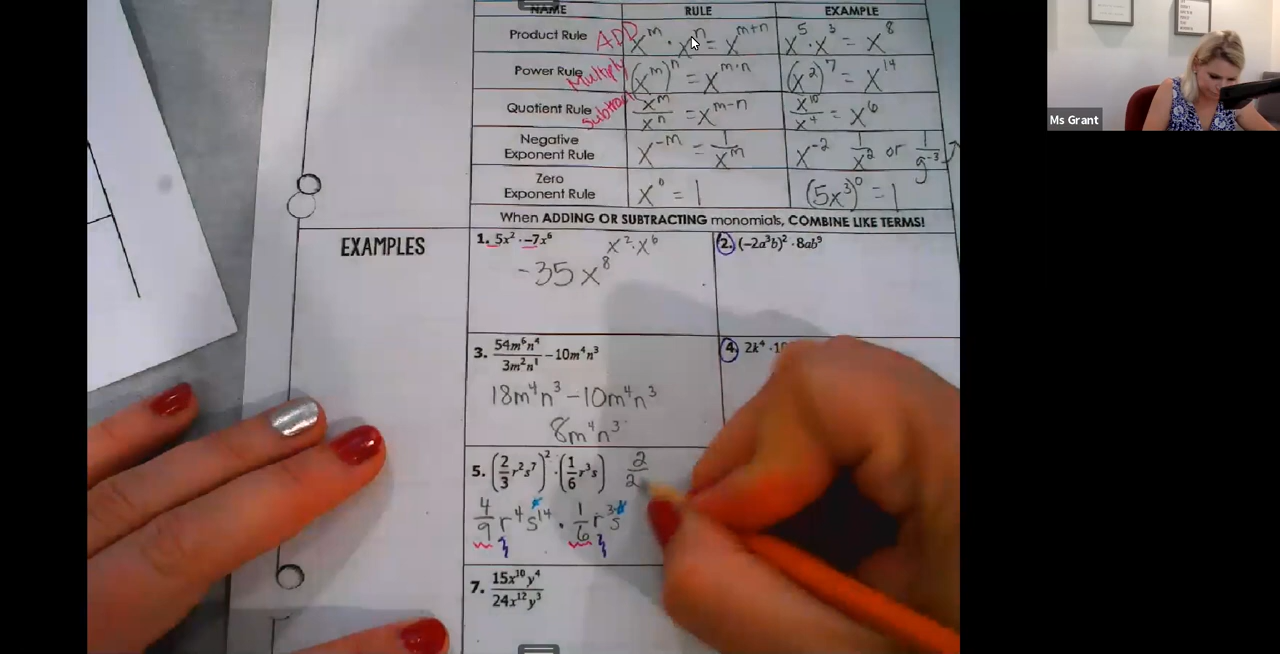 NAME RULE EXAMPLE
Product Rule ADD x^m · x^n = x^(m+n) x^5 · x^3 = x^8
Power Rule Multiply (x^m)^n = x^(m·n) (x^2)^7 = x^14
Quotient Rule Subtract x^m/x^n = x^(m-n) x^10/x^4 = x^6
Negative
Exponent Rule x^-m = 1/x^m x^-2 1/x^2 or 1/g^-3
Zero
Exponent Rule x^0 = 1 (5x^3)^0 = 1
When ADDING OR SUBTRACTING monomials, COMBINE LIKE TERMS!
EXAMPLES
1. 5x^2 · -7x^6 x^2 · x^6
-35x^8
2. (-2a^3b)^2 · 8ab^9
3. 54m^6n^4/3m^2n^1 - 10m^4n^3
18m^4n^3 - 10m^4n^3
8m^4n^3
4. 2k^4
5. (2/3 r^2s^7)^2 · (1/6 r^3s) 2/2
4/9 r^4 s^14 · 1/6 r^3 s
7. 15x^10y^4/24x^12y^3
Ms Grant